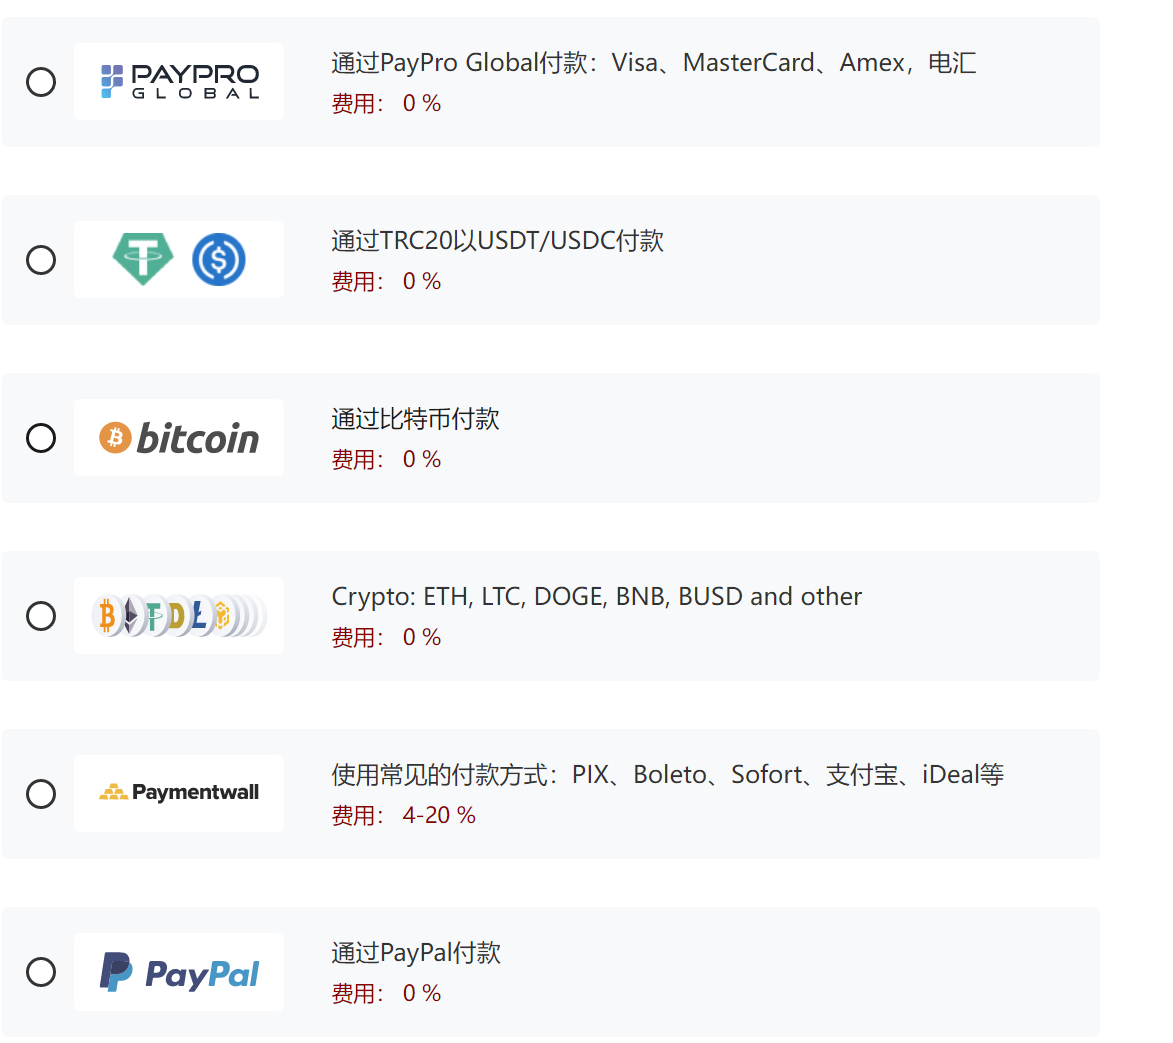 PAYPRO
GLOBAL
通过PayPro Global付款：Visa、MasterCard、Amex，电汇
费用： 0 %
通过TRC20以USDT/USDC付款
费用： 0 %
bitcoin
通过比特币付款
费用： 0 %
Crypto: ETH, LTC, DOGE, BNB, BUSD and other
费用： 0 %
Paymentwall
使用常见的付款方式：PIX、Boleto、Sofort、支付宝、iDeal等
费用： 4-20 %
PayPal
通过PayPal付款
费用： 0 %